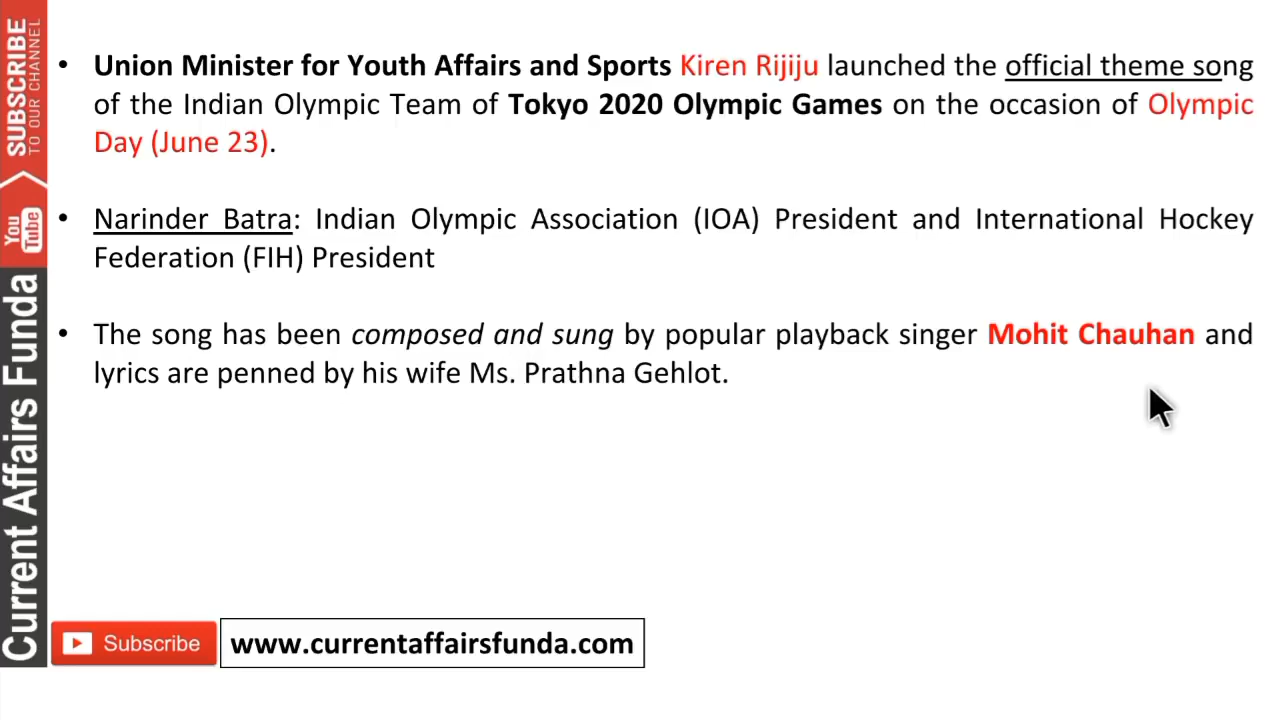 SUBSCRIBE
TO OUR CHANNEL
You
Tube
Current Affairs Funda
• Union Minister for Youth Affairs and Sports Kiren Rijiju launched the official theme song
of the Indian Olympic Team of Tokyo 2020 Olympic Games on the occasion of Olympic
Day (June 23).
• Narinder Batra: Indian Olympic Association (IOA) President and International Hockey
Federation (FIH) President
• The song has been composed and sung by popular playback singer Mohit Chauhan and
lyrics are penned by his wife Ms. Prathna Gehlot.
Subscribe
www.currentaffairsfunda.com